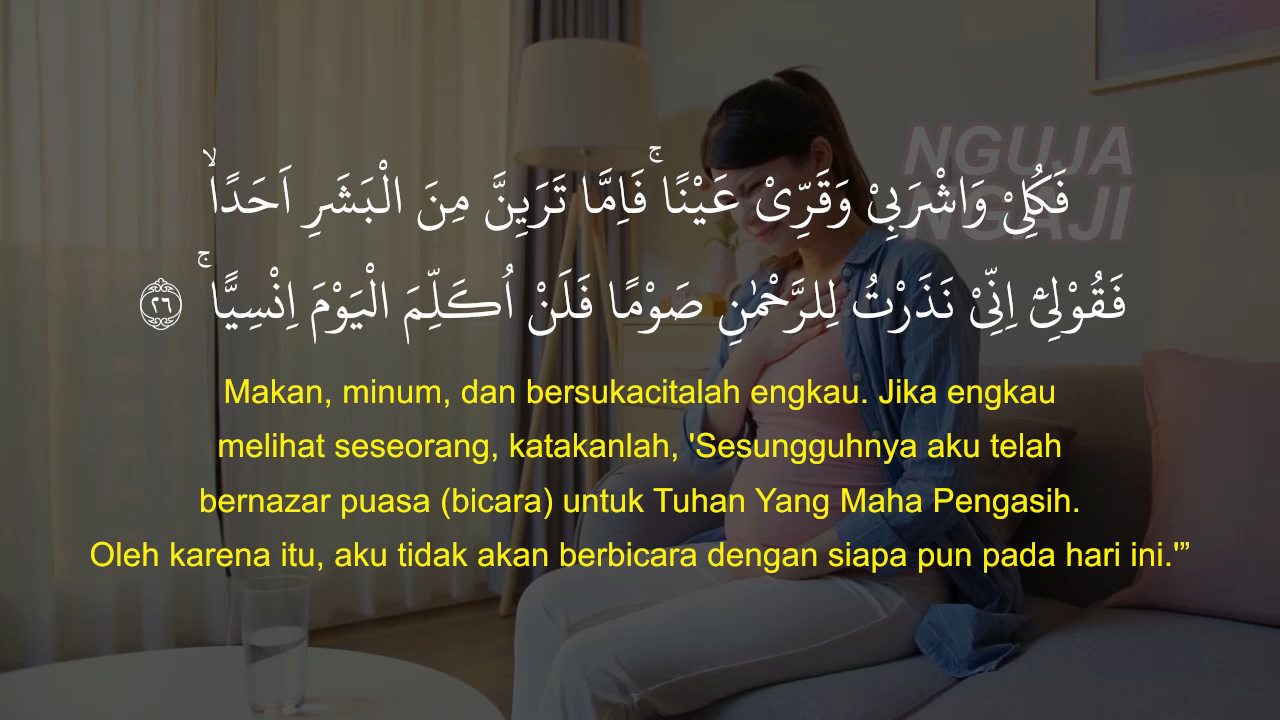 NGUJA
NGAJI
فَكُلِيْ وَاشْرَبِيْ وَقَرِّيْ عَيْنًا ۚفَاِمَّا تَرَيِنَّ مِنَ الْبَشَرِ اَحَدًاۙ
فَقُوْلِيْٓ اِنِّيْ نَذَرْتُ لِلرَّحْمٰنِ صَوْمًا فَلَنْ اُكَلِّمَ الْيَوْمَ اِنْسِيًّا ۚ ٢٦
Makan, minum, dan bersukacitalah engkau. Jika engkau
melihat seseorang, katakanlah, 'Sesungguhnya aku telah
bernazar puasa (bicara) untuk Tuhan Yang Maha Pengasih.
Oleh karena itu, aku tidak akan berbicara dengan siapa pun pada hari ini.'”